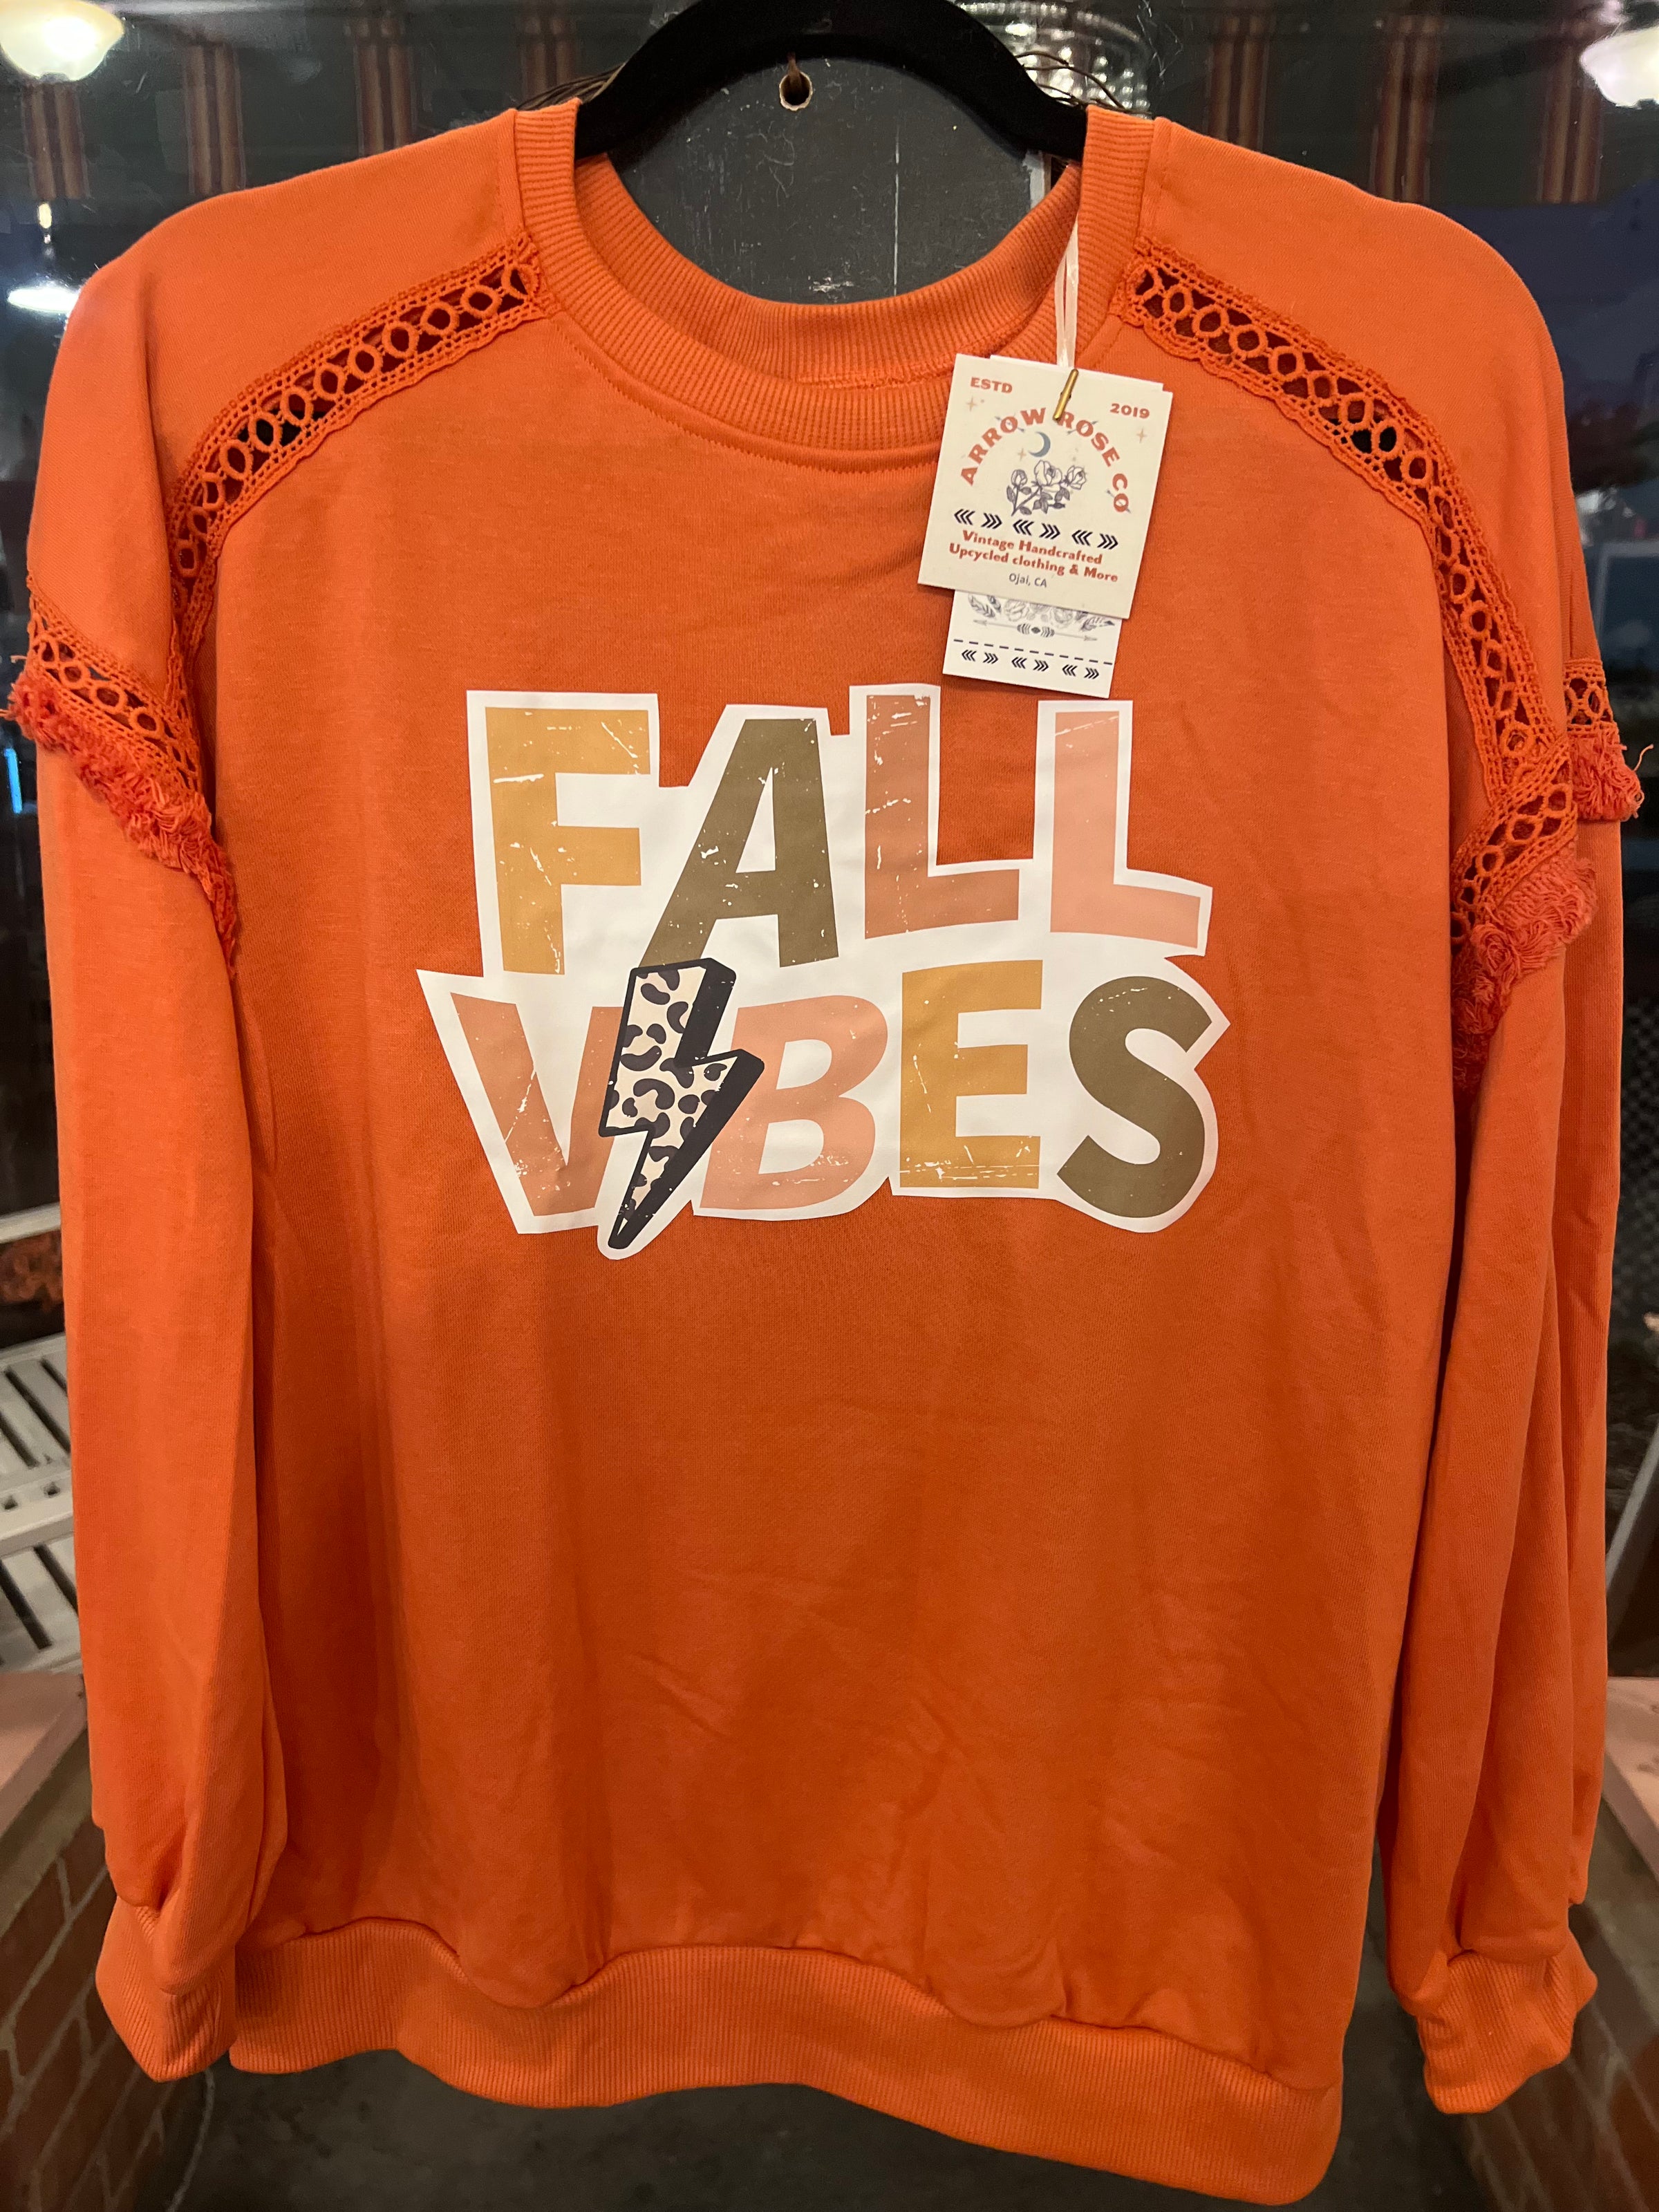 ESTD 2019
ARROW ROSE CO
Vintage Handcrafted
Upcycled clothing & More
Ojai, CA
FALL
VIBES